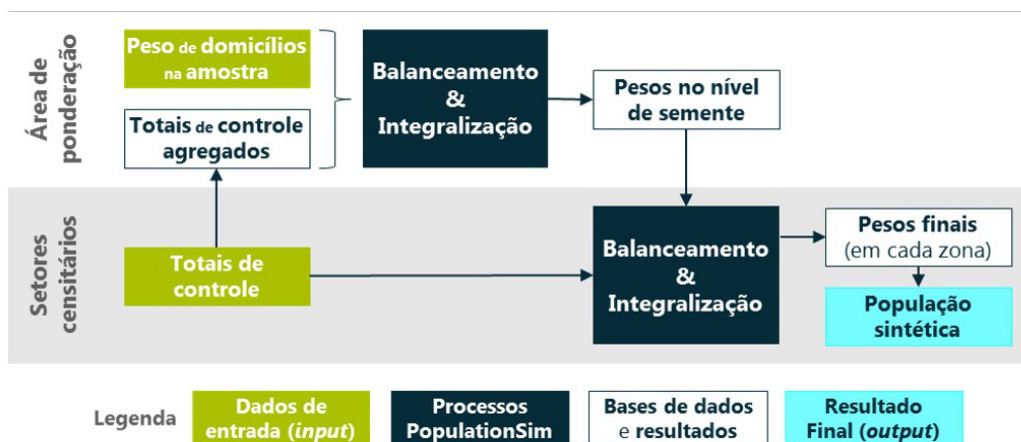 Área de
ponderação
Peso de domicílios
na amostra
Totais de controle
agregados
Balanceamento
&
Integralização
Pesos no nível
de semente
Setores
censitários
Totais de
controle
Balanceamento
&
Integralização
Pesos finais
(em cada zona)
População
sintética
Legenda
Dados de
entrada (input)
Processos
PopulationSim
Bases de dados
e resultados
Resultado
Final (output)